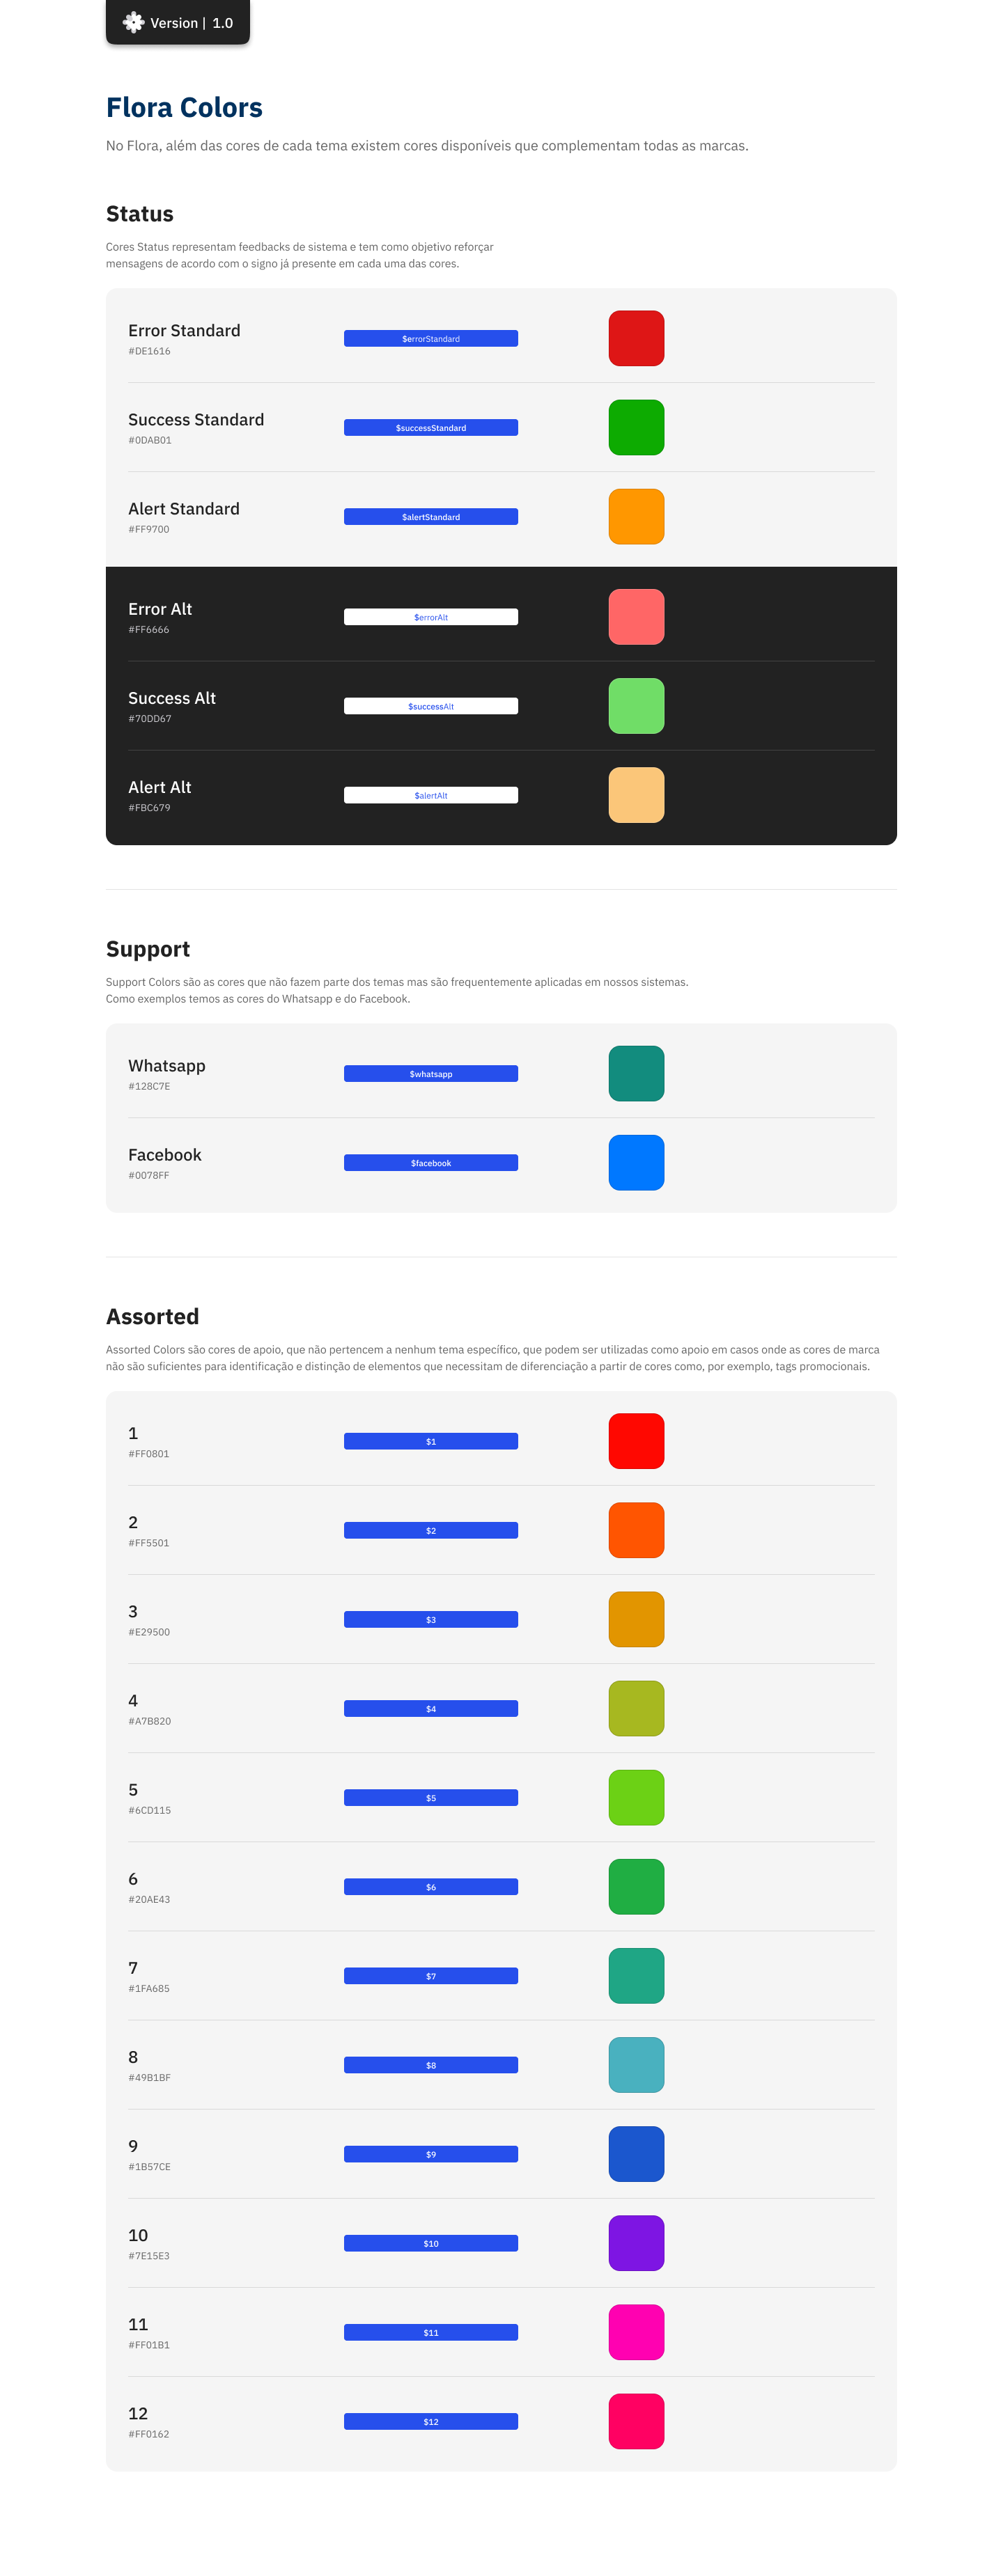 Version | 1.0
Flora Colors
No Flora, além das cores de cada tema existem cores disponíveis que complementam todas as marcas.
Status
Cores Status representam feedbacks de sistema e tem como objetivo reforçar
mensagens de acordo com o signo já presente em cada uma das cores.
Error Standard
#DE1616
$errorStandard
Success Standard
#0DAB01
$successStandard
Alert Standard
#FF9700
$alertStandard
Error Alt
#FF6666
$errorAlt
Success Alt
#70DD67
$successAlt
Alert Alt
#FBC679
$alertAlt
Support
Support Colors são as cores que não fazem parte dos temas mas são frequentemente aplicadas em nossos sistemas.
Como exemplos temos as cores do Whatsapp e do Facebook.
Whatsapp
#128C7E
$whatsapp
Facebook
#0078FF
$facebook
Assorted
Assorted Colors são cores de apoio, que não pertencem a nenhum tema específico, que podem ser utilizadas como apoio em casos onde as cores de marca
não são suficientes para identificação e distinção de elementos que necessitam de diferenciação a partir de cores como, por exemplo, tags promocionais.
1
#FF0801
$1
2
#FF5501
$2
3
#E29500
$3
4
#A7B820
$4
5
#6CD115
$5
6
#20AE43
$6
7
#1FA685
$7
8
#49B1BF
$8
9
#1B57CE
$9
10
#7E15E3
$10
11
#FF01B1
$11
12
#FF0162
$12